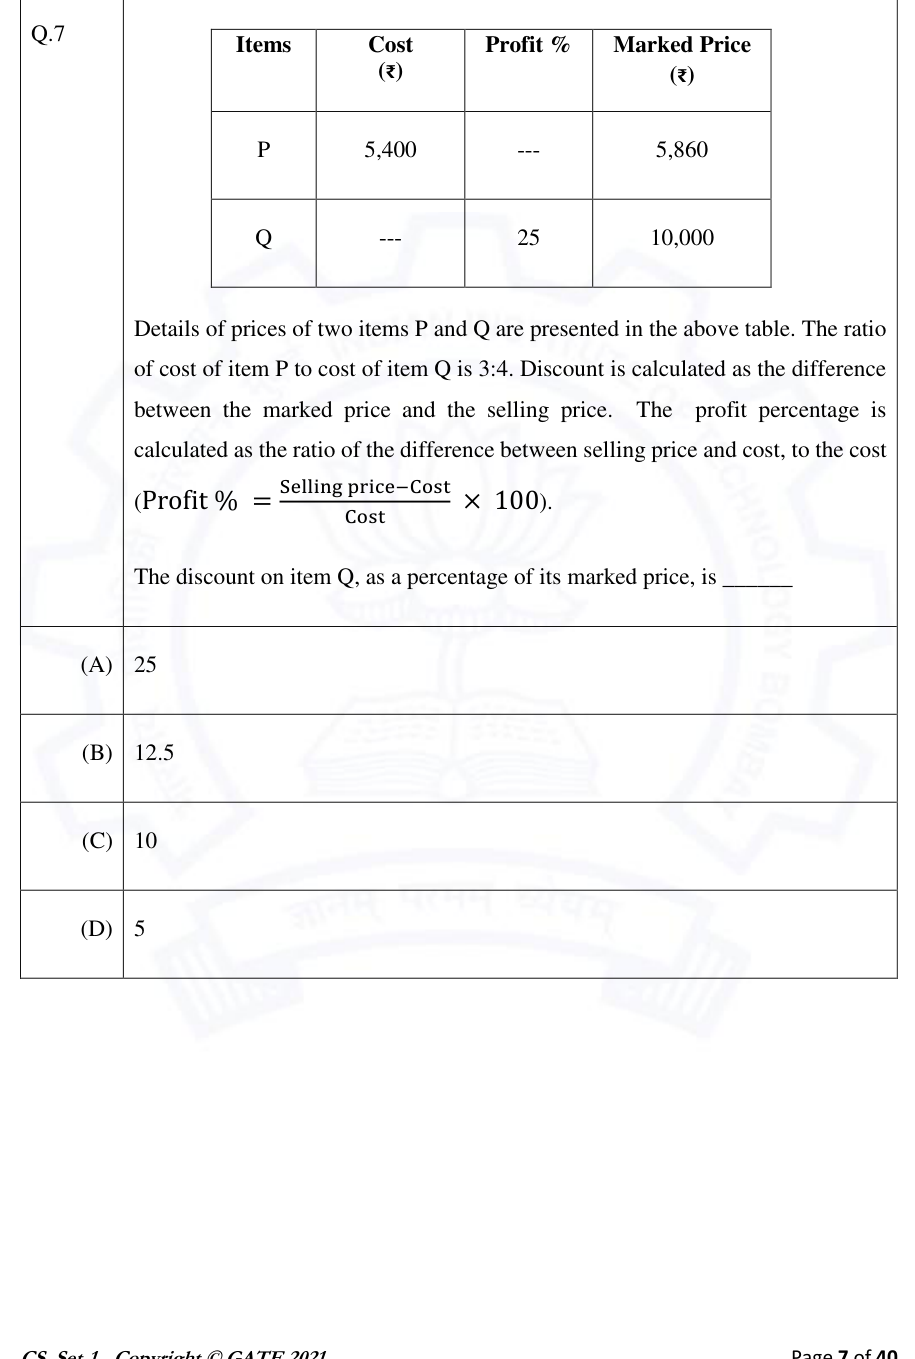 Q.7
Items Cost (₹) Profit % Marked Price (₹)
P 5,400 --- 5,860
Q --- 25 10,000
Details of prices of two items P and Q are presented in the above table. The ratio
of cost of item P to cost of item Q is 3:4. Discount is calculated as the difference
between the marked price and the selling price. The profit percentage is
calculated as the ratio of the difference between selling price and cost, to the cost
(Profit % = Selling price−Cost / Cost × 100).
The discount on item Q, as a percentage of its marked price, is ______
(A) 25
(B) 12.5
(C) 10
(D) 5
ज्ञानम् परमम् ध्येयम्
CS Set 1 Copyright © GATE 2021 Page 7 of 40